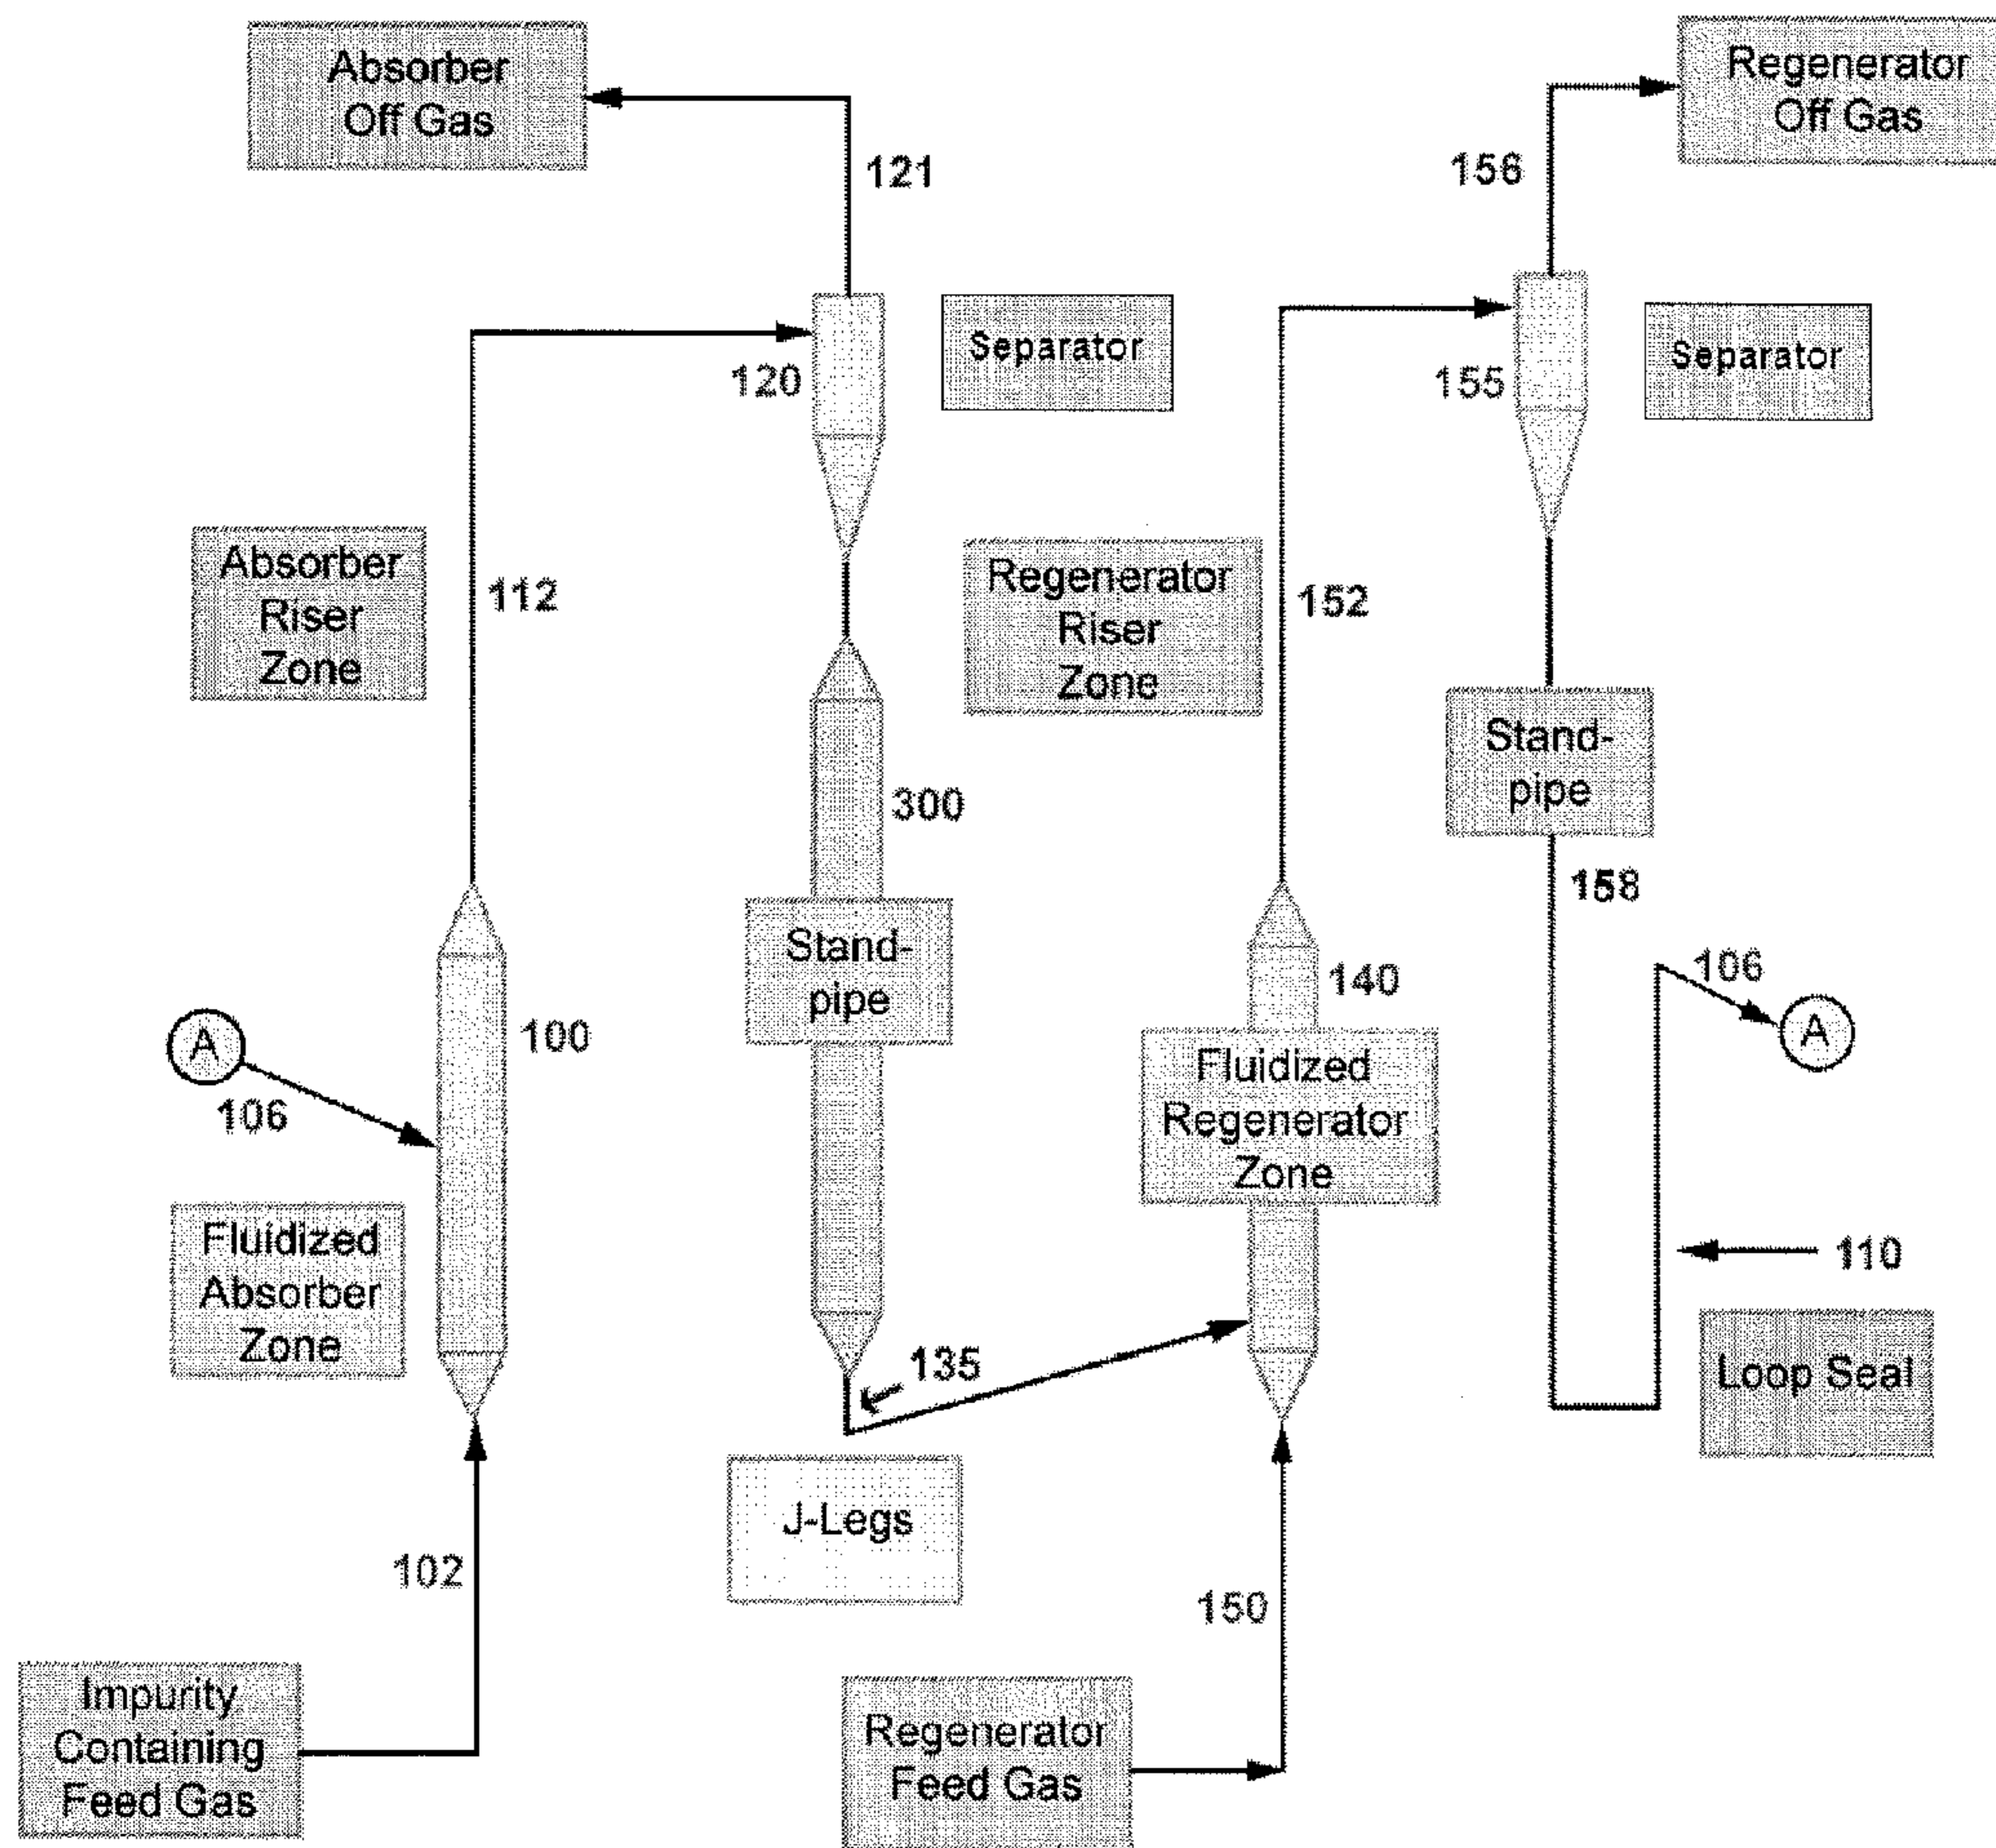 Absorber
Off Gas
121
156
Regenerator
Off Gas
120
Separator
155
Separator
Absorber
Riser
Zone
112
Regenerator
Riser
Zone
152
Stand-
pipe
300
158
Stand-
pipe
140
106
A
100
106
A
Fluidized
Regenerator
Zone
Fluidized
Absorber
Zone
110
Loop Seal
135
J-Legs
102
150
Impurity
Containing
Feed Gas
Regenerator
Feed Gas